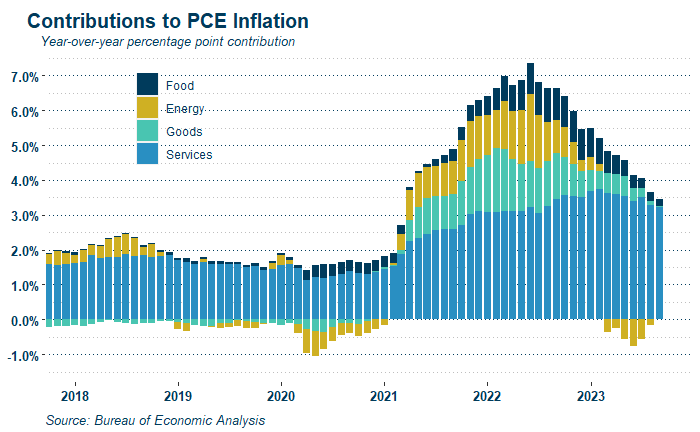 Contributions to PCE Inflation
Year-over-year percentage point contribution
7.0%
6.0%
5.0%
4.0%
3.0%
2.0%
1.0%
0.0%
-1.0%
Food
Energy
Goods
Services
2018 2019 2020 2021 2022 2023
Source: Bureau of Economic Analysis